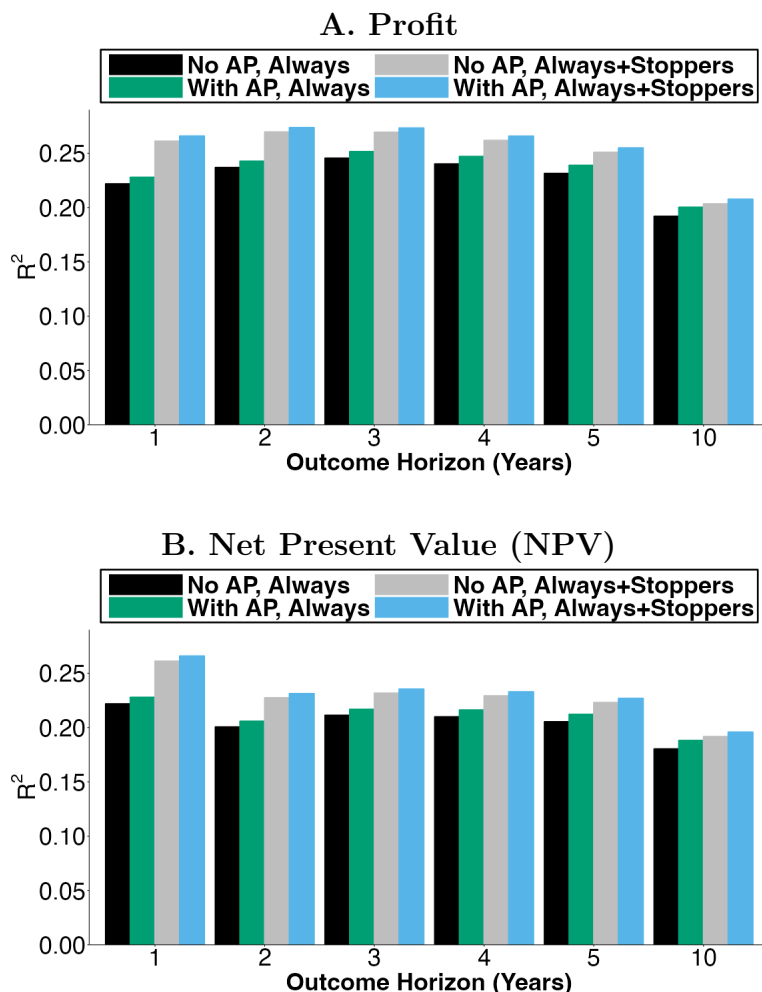 A. Profit
No AP, Always No AP, Always+Stoppers
With AP, Always With AP, Always+Stoppers
0.25
0.20
0.15
0.10
0.05
0.00
R²
1 2 3 4 5 10
Outcome Horizon (Years)
B. Net Present Value (NPV)
No AP, Always No AP, Always+Stoppers
With AP, Always With AP, Always+Stoppers
0.25
0.20
0.15
0.10
0.05
0.00
R²
1 2 3 4 5 10
Outcome Horizon (Years)